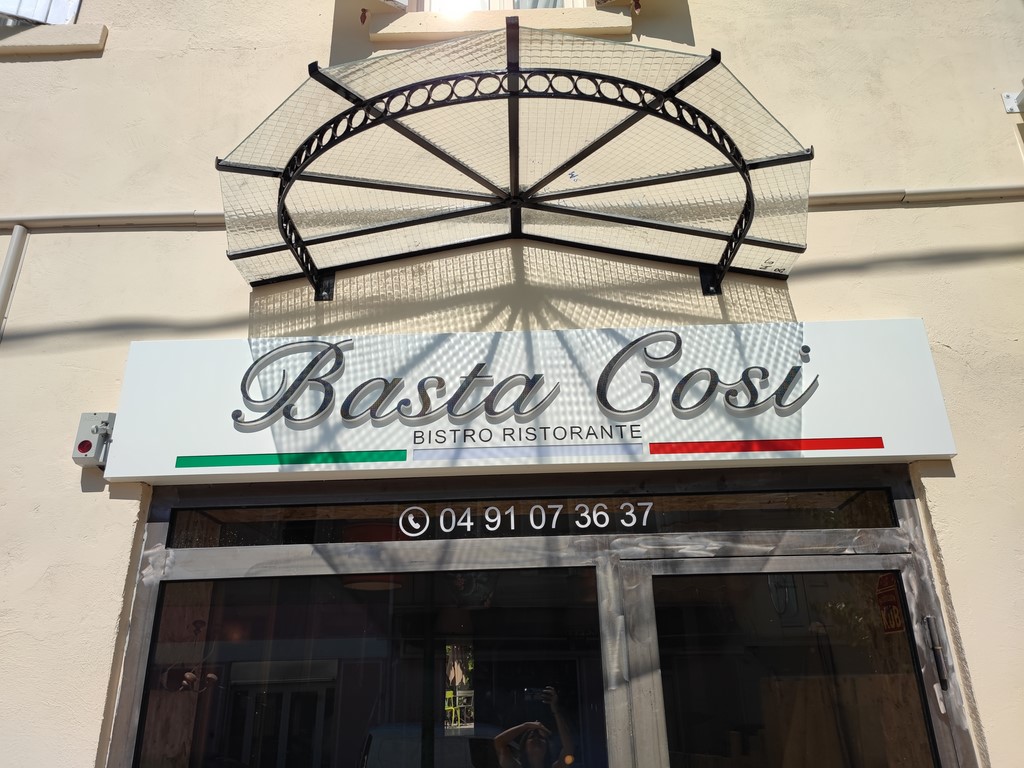 Basta Cosi
BISTRO RISTORANTE
04 91 07 36 37